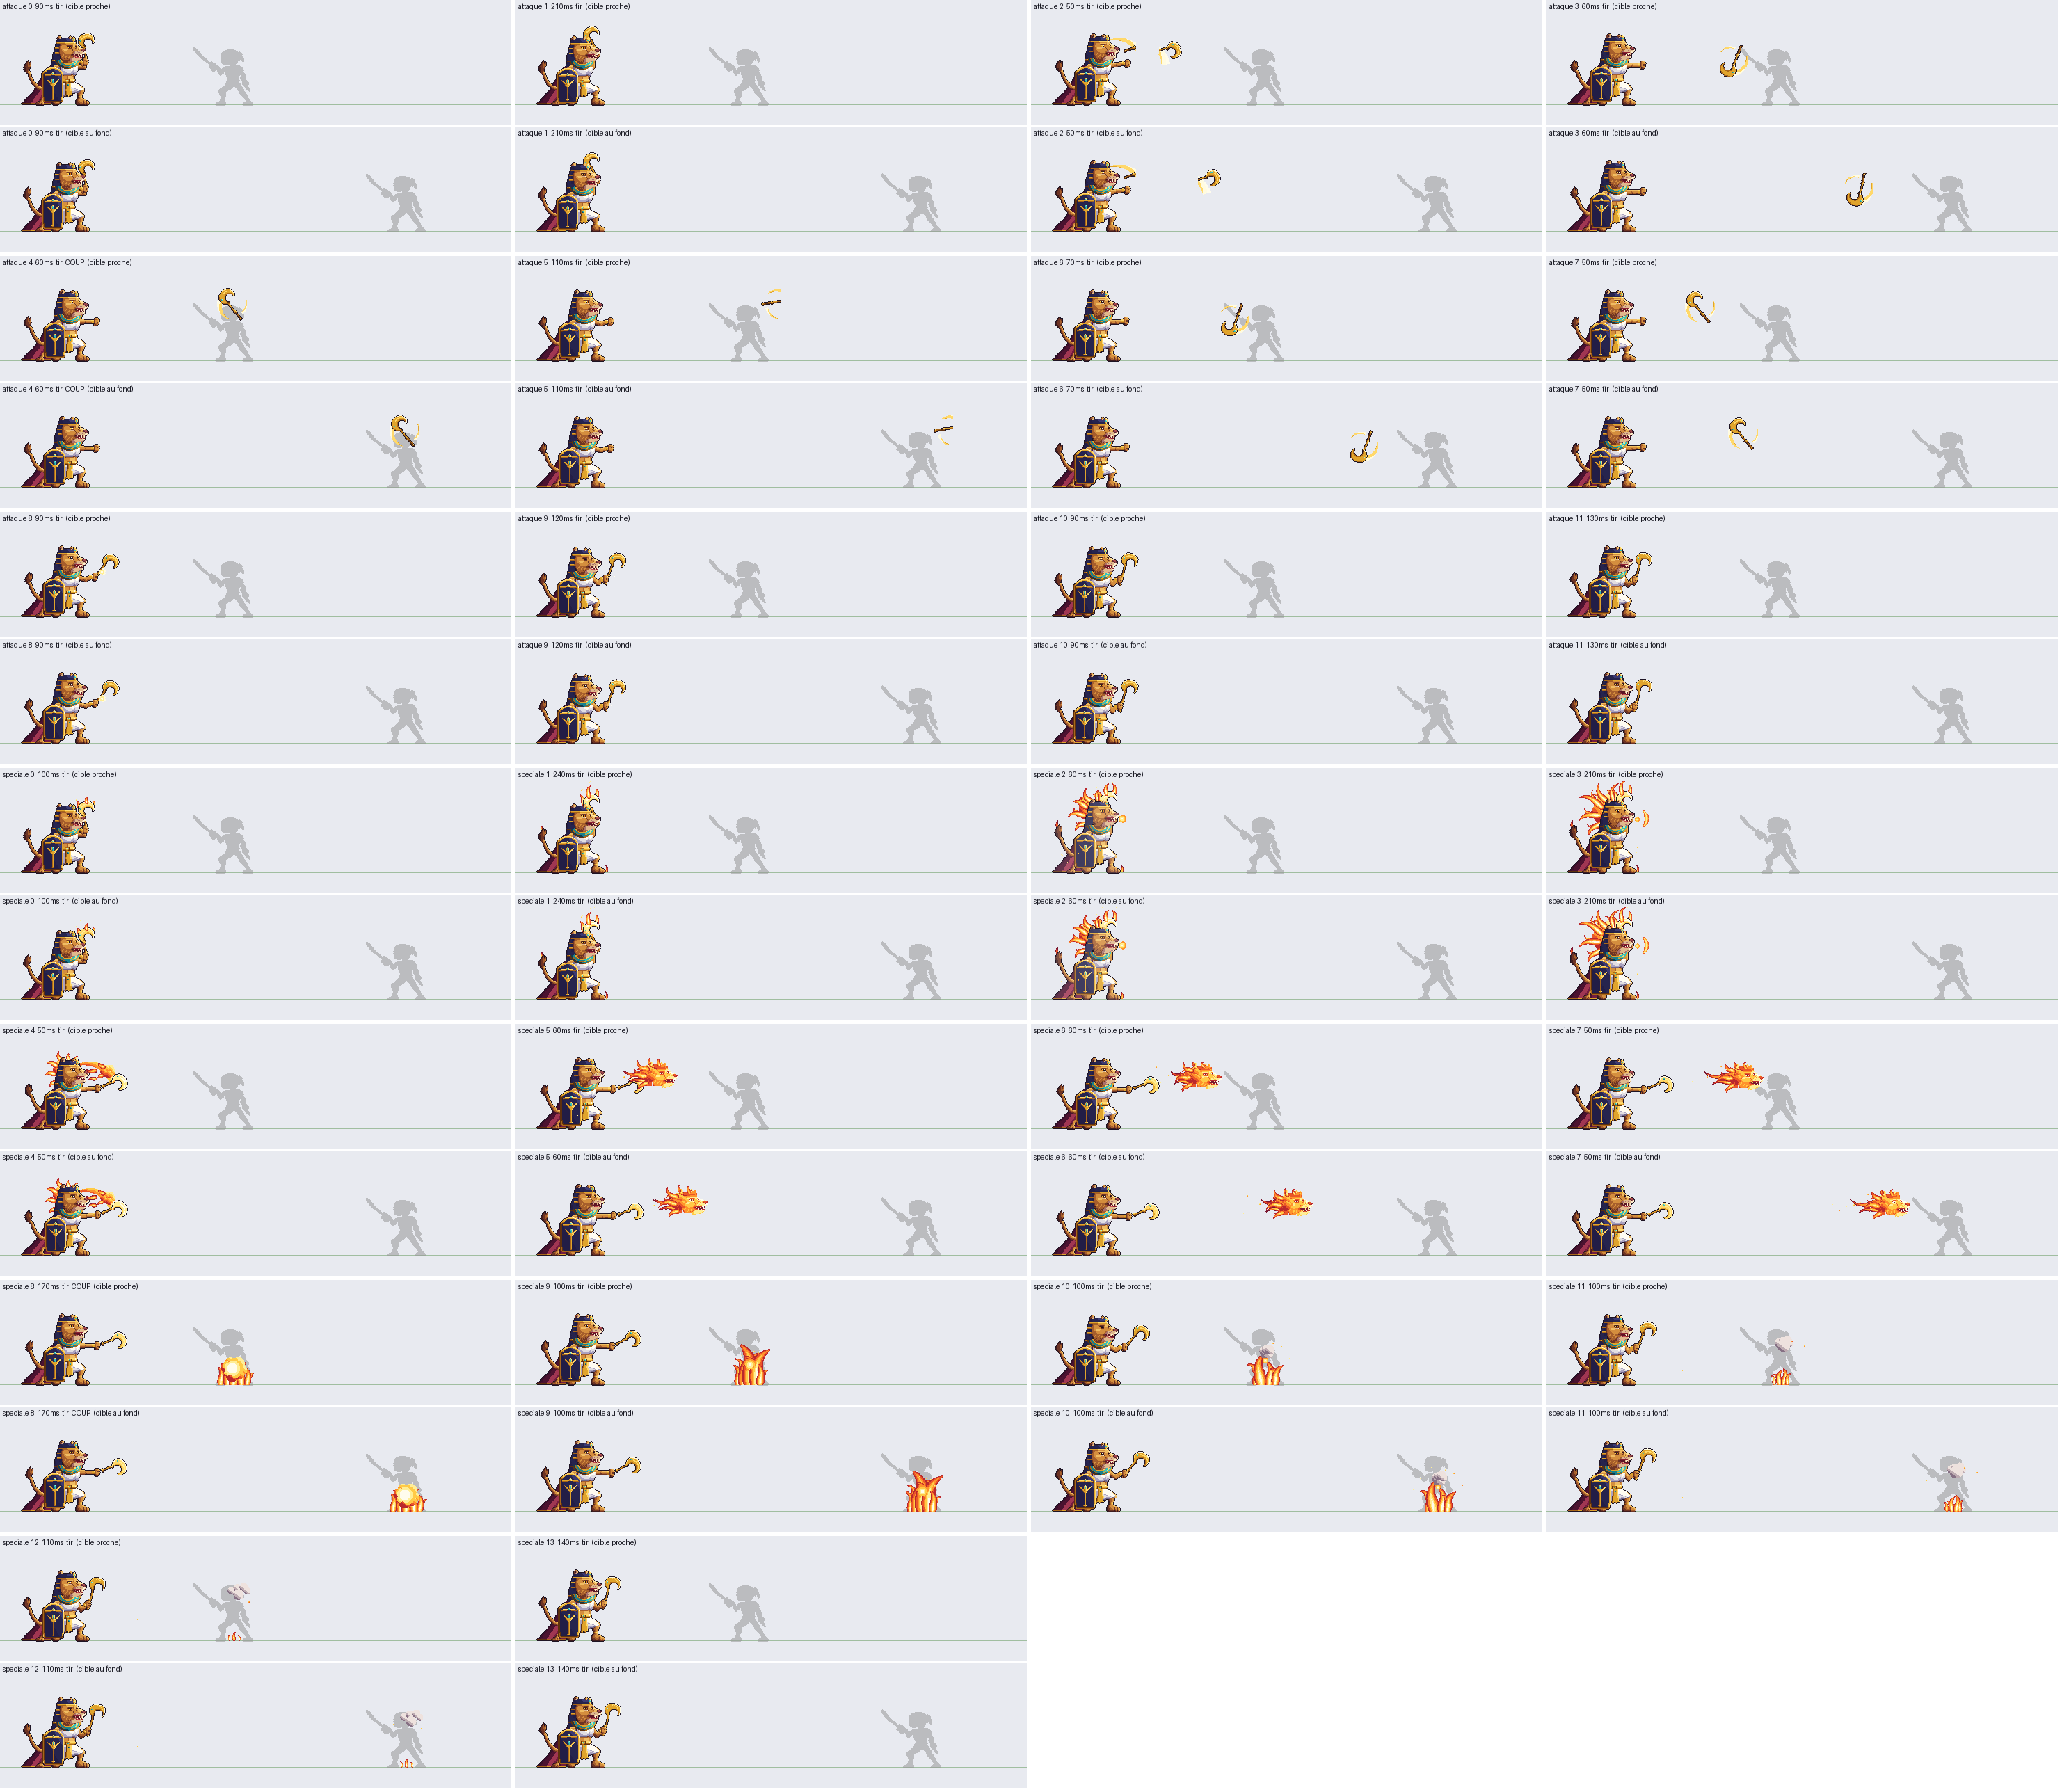 attaque 0 90ms tir (cible proche)
attaque 1 210ms tir (cible proche)
attaque 2 50ms tir (cible proche)
attaque 3 60ms tir (cible proche)
attaque 0 90ms tir (cible au fond)
attaque 1 210ms tir (cible au fond)
attaque 2 50ms tir (cible au fond)
attaque 3 60ms tir (cible au fond)
attaque 4 60ms tir COUP (cible proche)
attaque 5 110ms tir (cible proche)
attaque 6 70ms tir (cible proche)
attaque 7 50ms tir (cible proche)
attaque 4 60ms tir COUP (cible au fond)
attaque 5 110ms tir (cible au fond)
attaque 6 70ms tir (cible au fond)
attaque 7 50ms tir (cible au fond)
attaque 8 90ms tir (cible proche)
attaque 9 120ms tir (cible proche)
attaque 10 90ms tir (cible proche)
attaque 11 130ms tir (cible proche)
attaque 8 90ms tir (cible au fond)
attaque 9 120ms tir (cible au fond)
attaque 10 90ms tir (cible au fond)
attaque 11 130ms tir (cible au fond)
speciale 0 100ms tir (cible proche)
speciale 1 240ms tir (cible proche)
speciale 2 60ms tir (cible proche)
speciale 3 210ms tir (cible proche)
speciale 0 100ms tir (cible au fond)
speciale 1 240ms tir (cible au fond)
speciale 2 60ms tir (cible au fond)
speciale 3 210ms tir (cible au fond)
speciale 4 50ms tir (cible proche)
speciale 5 60ms tir (cible proche)
speciale 6 60ms tir (cible proche)
speciale 7 50ms tir (cible proche)
speciale 4 50ms tir (cible au fond)
speciale 5 60ms tir (cible au fond)
speciale 6 60ms tir (cible au fond)
speciale 7 50ms tir (cible au fond)
speciale 8 170ms tir COUP (cible proche)
speciale 9 100ms tir (cible proche)
speciale 10 100ms tir (cible proche)
speciale 11 100ms tir (cible proche)
speciale 8 170ms tir COUP (cible au fond)
speciale 9 100ms tir (cible au fond)
speciale 10 100ms tir (cible au fond)
speciale 11 100ms tir (cible au fond)
speciale 12 110ms tir (cible proche)
speciale 13 140ms tir (cible proche)
speciale 12 110ms tir (cible au fond)
speciale 13 140ms tir (cible au fond)